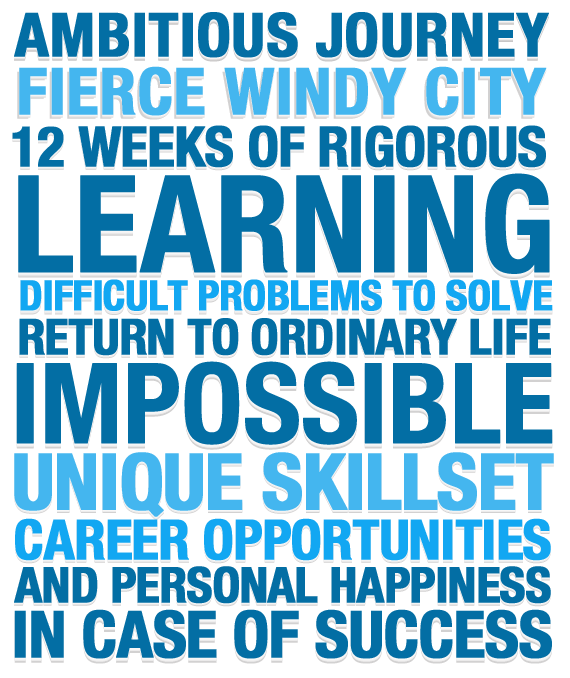 AMBITIOUS JOURNEY
FIERCE WINDY CITY
12 WEEKS OF RIGOROUS
LEARNING
DIFFICULT PROBLEMS TO SOLVE
RETURN TO ORDINARY LIFE
IMPOSSIBLE
UNIQUE SKILLSET
CAREER OPPORTUNITIES
AND PERSONAL HAPPINESS
IN CASE OF SUCCESS